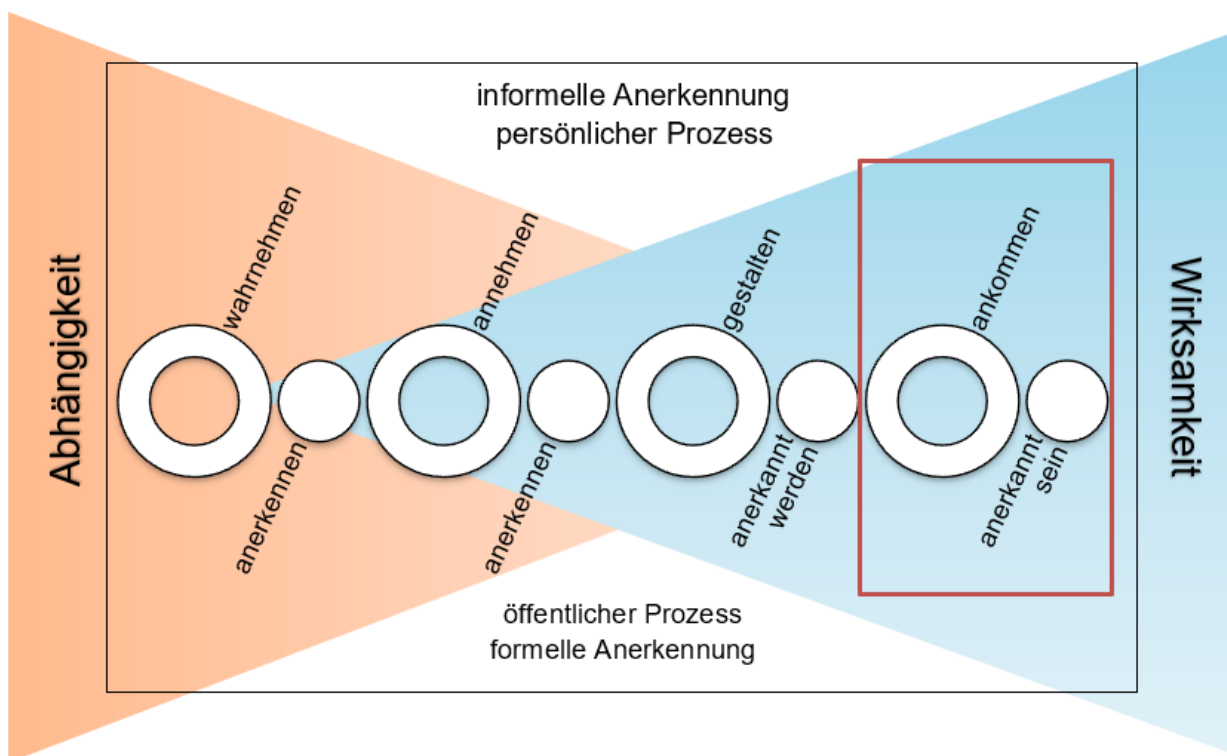 informelle Anerkennung
persönlicher Prozess
Abhängigkeit
wahrnehmen
annehmen
gestalten
ankommen
Wirksamkeit
anerkennen
anerkennen
anerkannt
werden
anerkannt
sein
öffentlicher Prozess
formelle Anerkennung